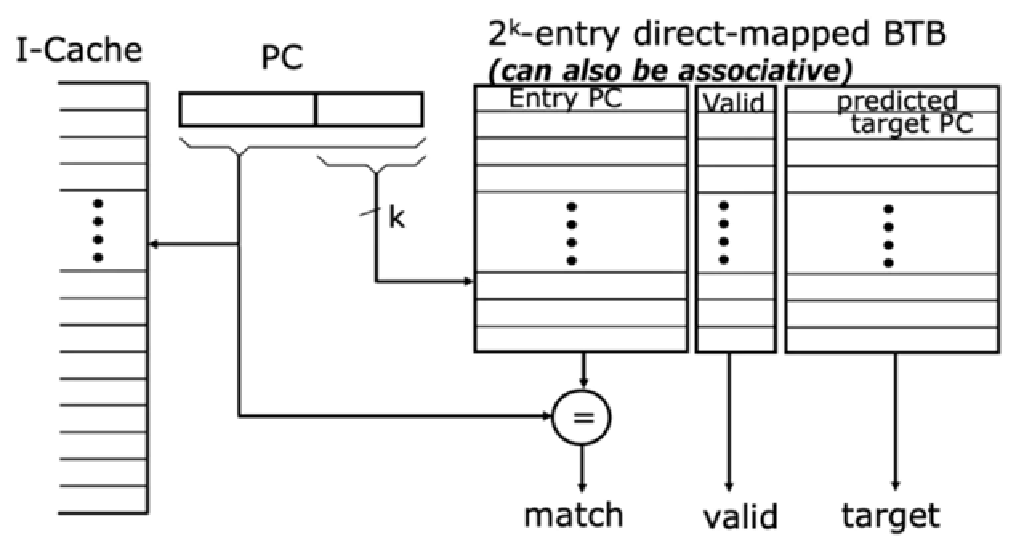 I-Cache
PC
2ᵏ-entry direct-mapped BTB
(can also be associative)
Entry PC
Valid
predicted
target PC
k
=
match
valid
target